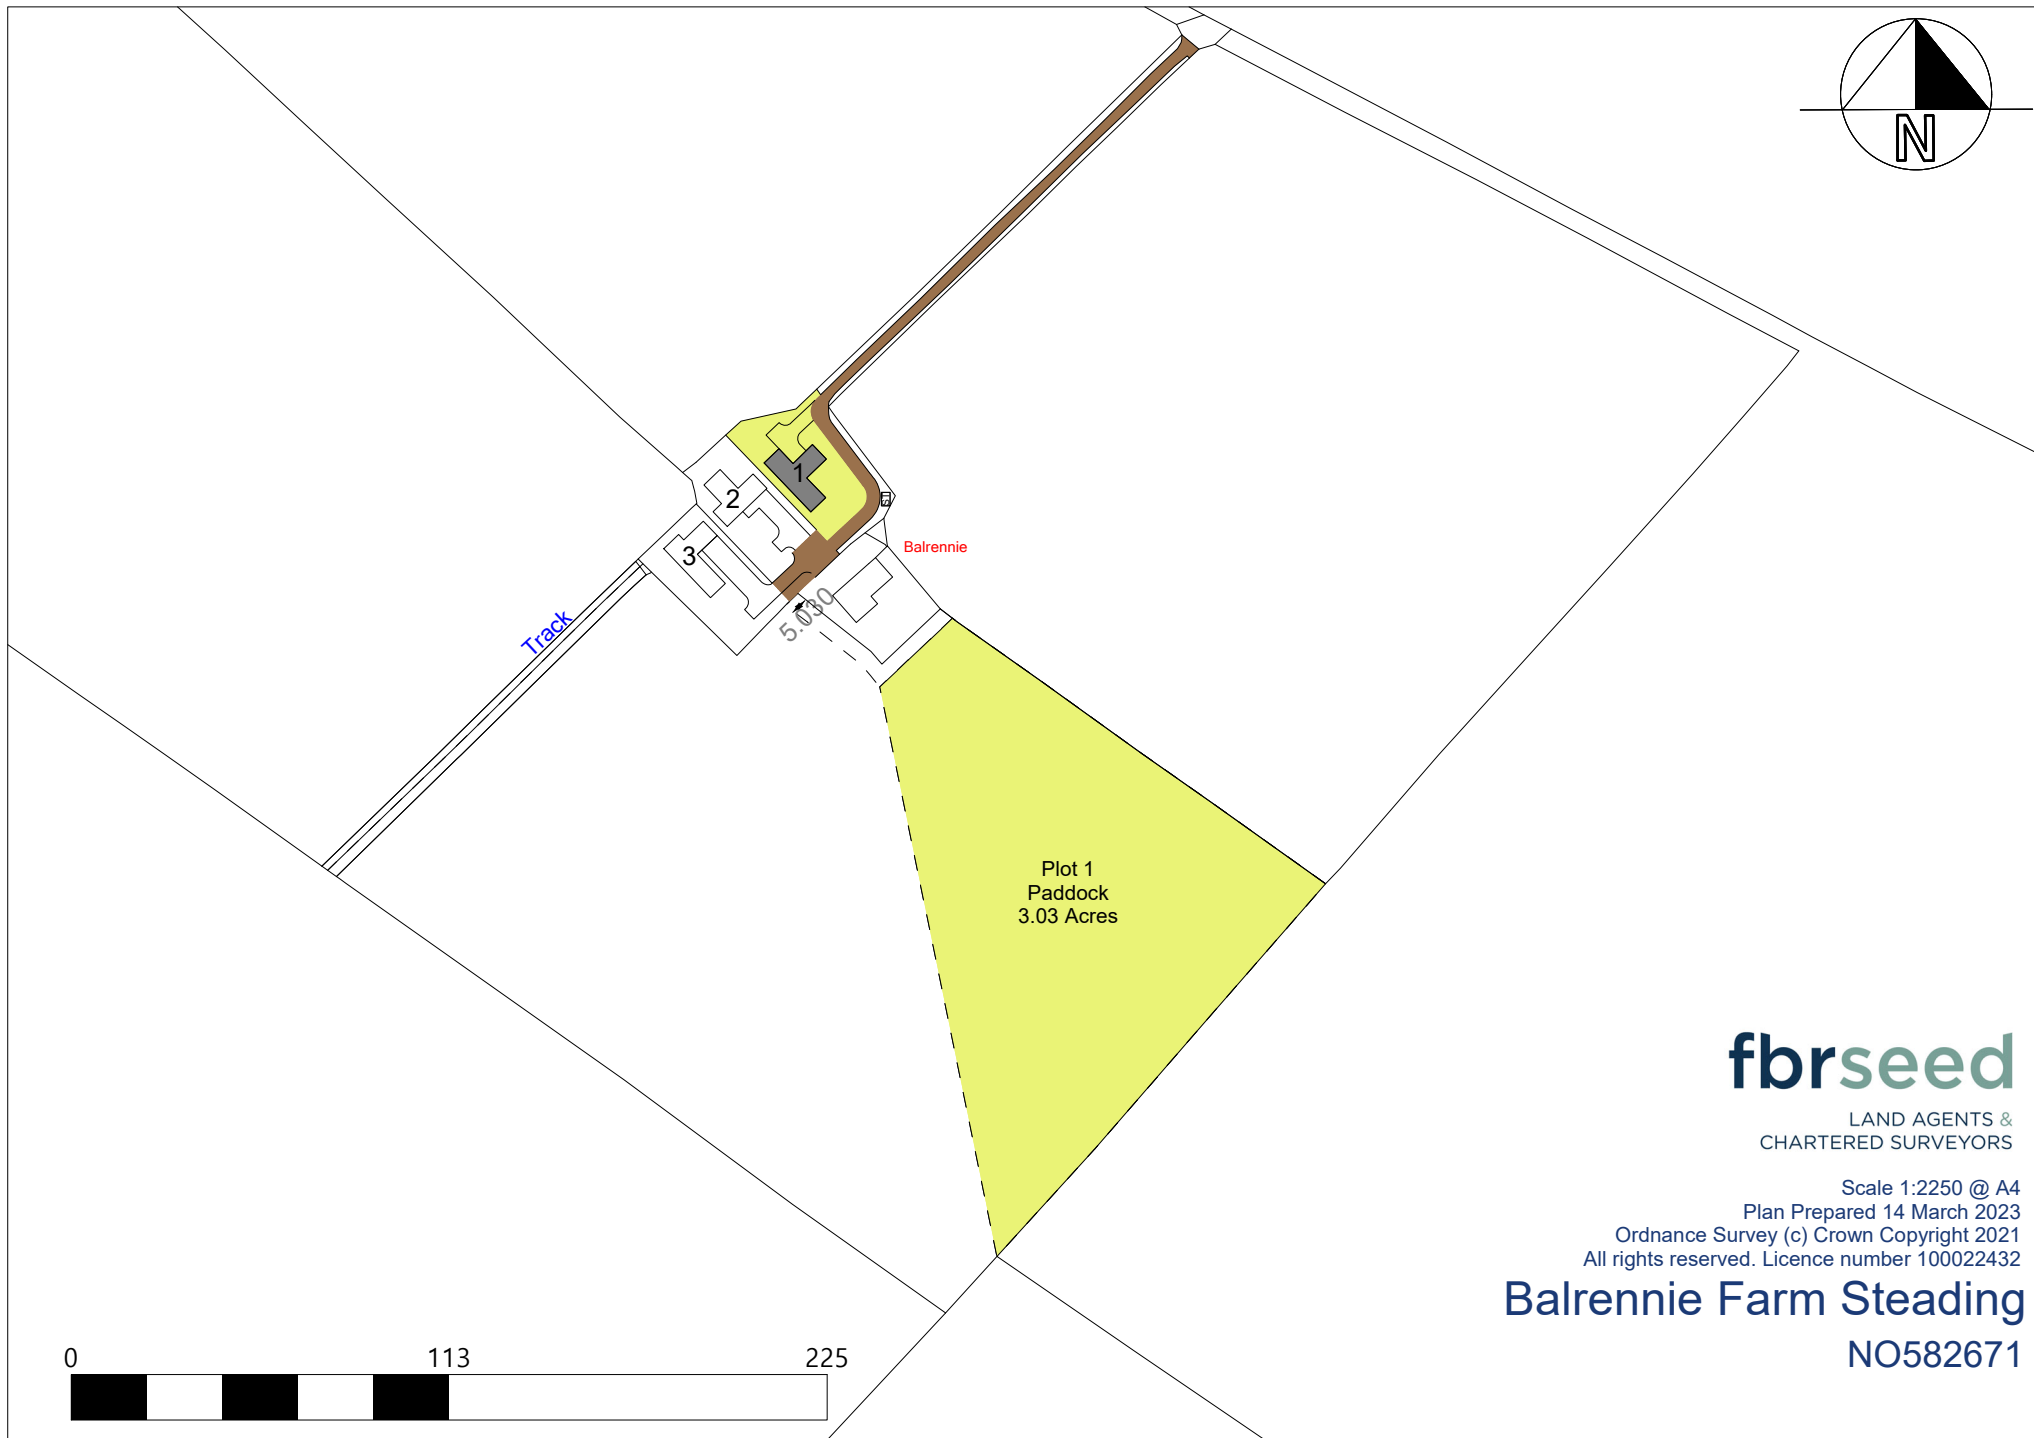 N
1
2
3
Balrennie
5.030
Track
Plot 1
Paddock
3.03 Acres
fbrseed
LAND AGENTS &
CHARTERED SURVEYORS
Scale 1:2250 @ A4
Plan Prepared 14 March 2023
Ordnance Survey (c) Crown Copyright 2021
All rights reserved. Licence number 100022432
Balrennie Farm Steading
NO582671
0 113 225